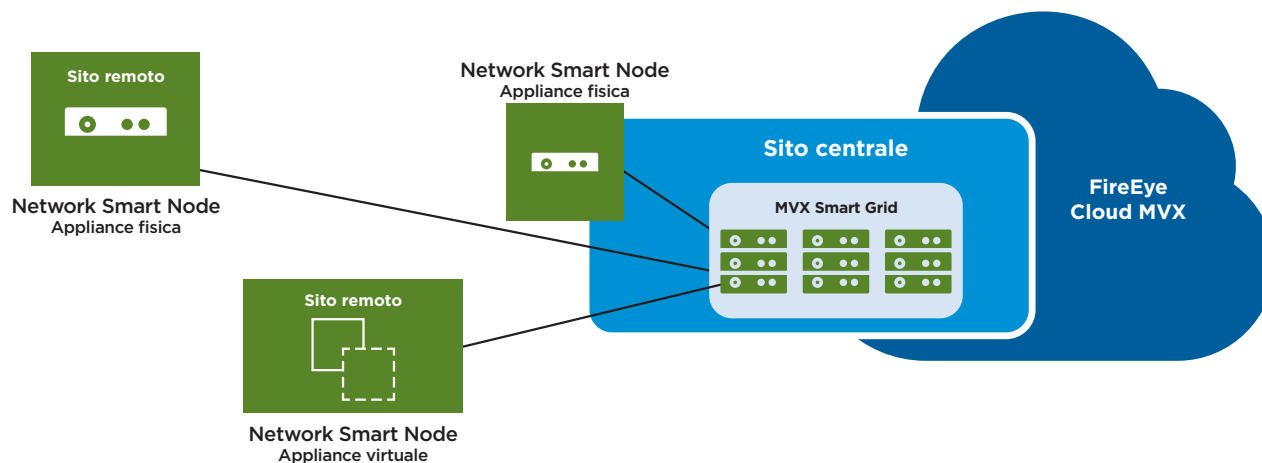 Sito remoto
Network Smart Node
Appliance fisica
Network Smart Node
Appliance fisica
Sito centrale
MVX Smart Grid
FireEye
Cloud MVX
Sito remoto
Network Smart Node
Appliance virtuale